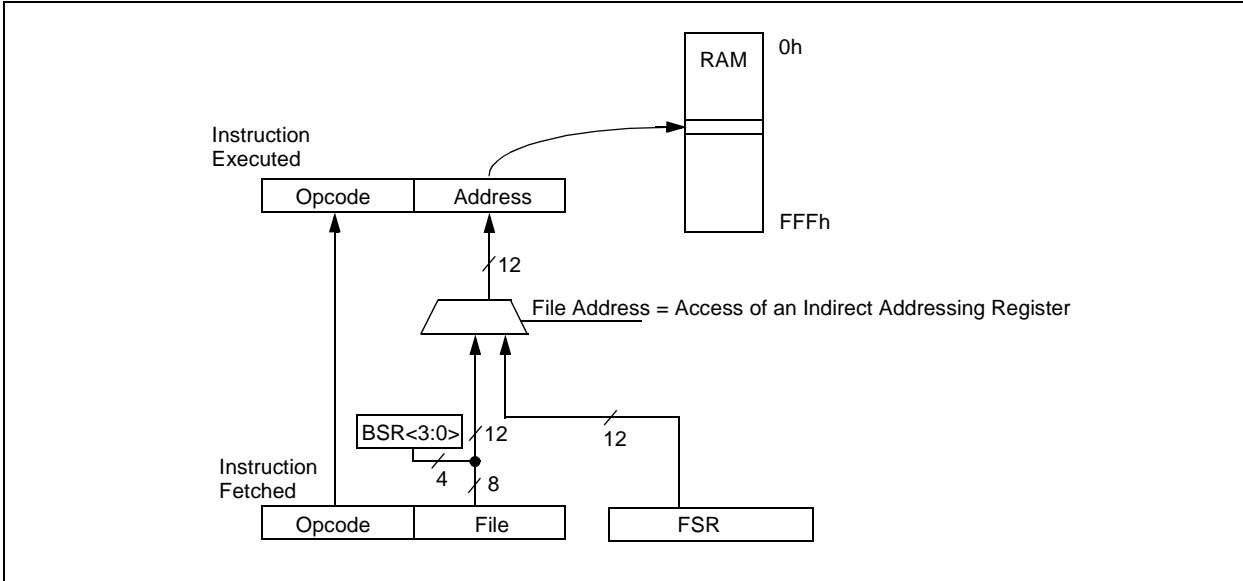 RAM
0h
Instruction
Executed
Opcode
Address
FFFh
12
File Address = Access of an Indirect Addressing Register
BSR<3:0>
12
12
4
Instruction
Fetched
8
Opcode
File
FSR